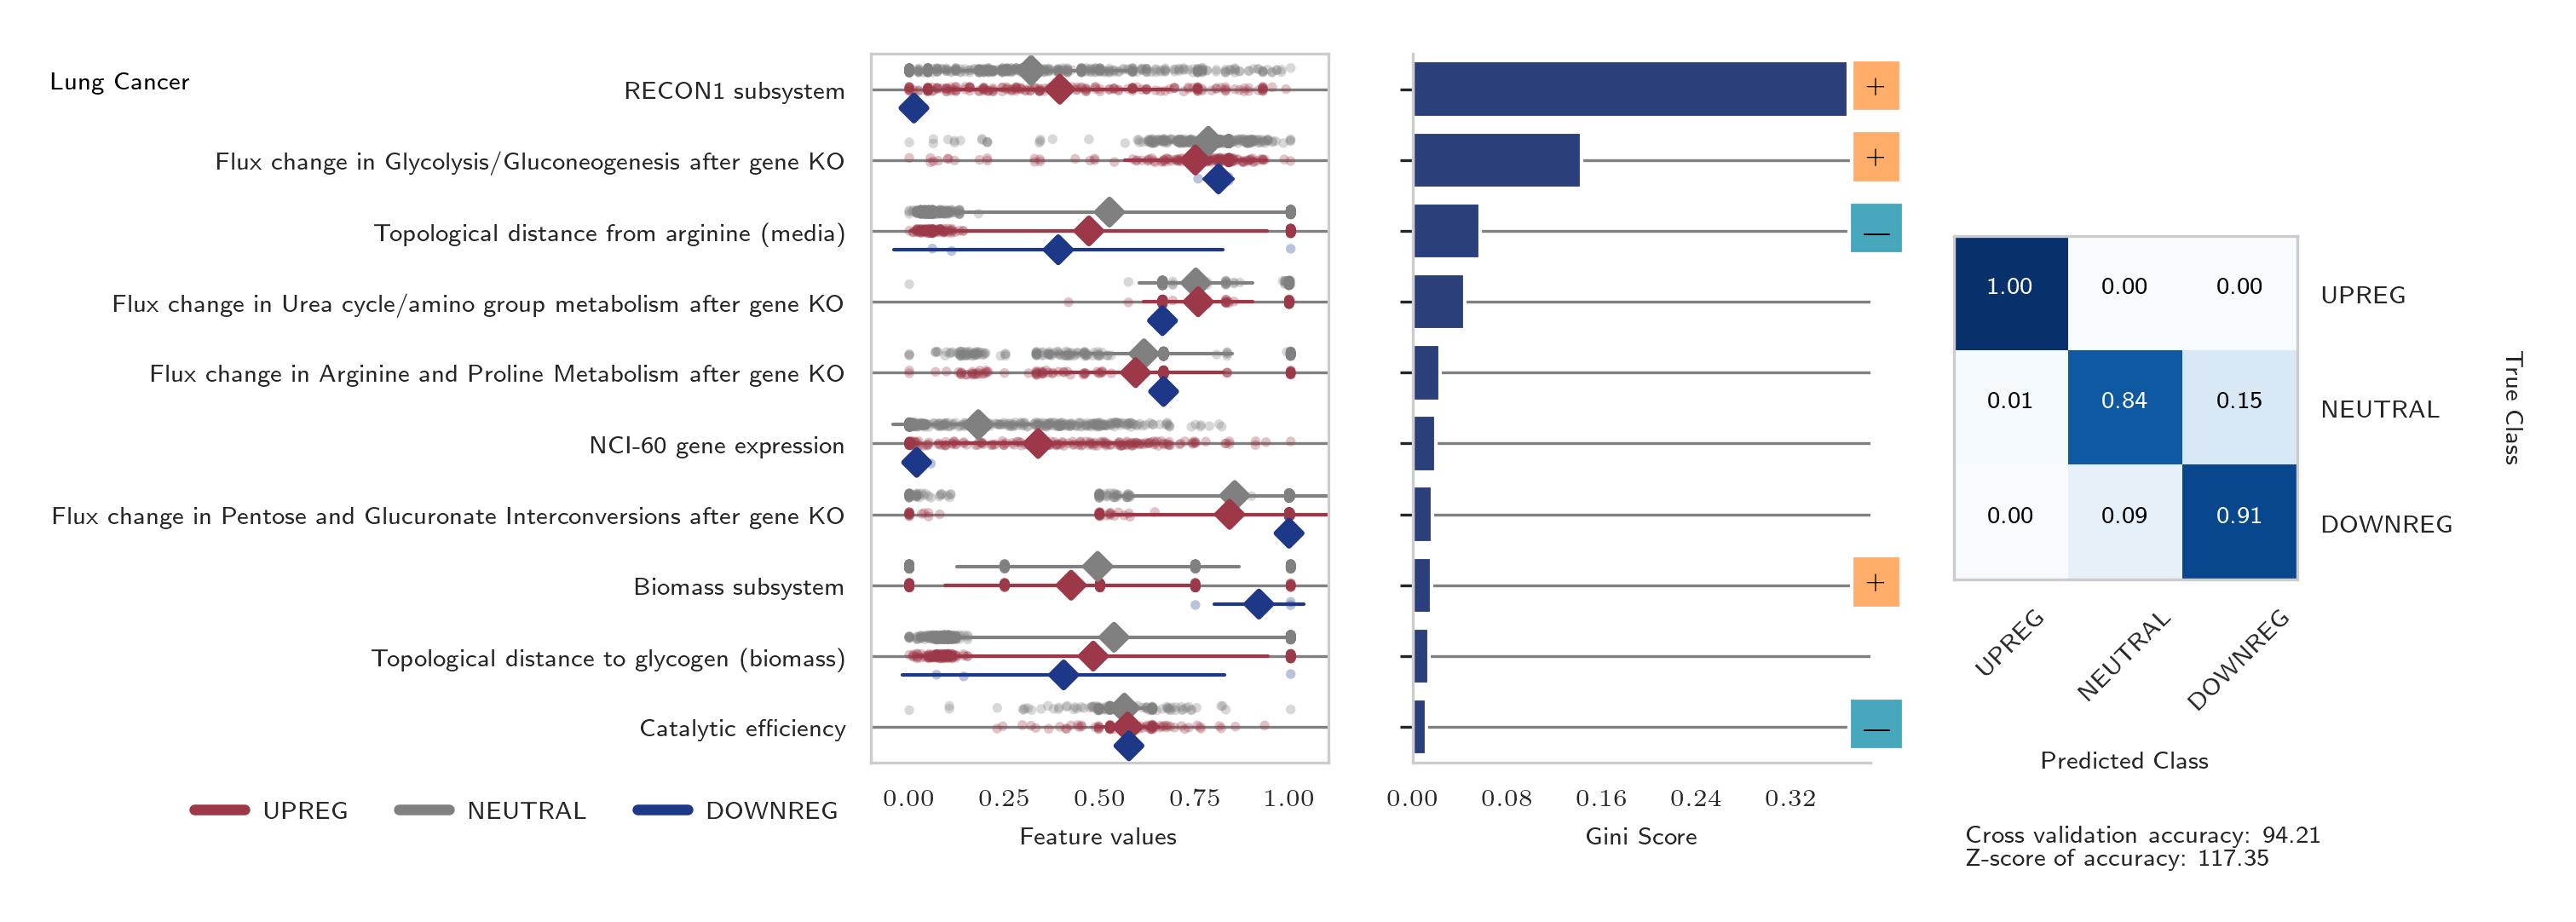 Lung Cancer
RECON1 subsystem
Flux change in Glycolysis/Gluconeogenesis after gene KO
Topological distance from arginine (media)
Flux change in Urea cycle/amino group metabolism after gene KO
Flux change in Arginine and Proline Metabolism after gene KO
NCI-60 gene expression
Flux change in Pentose and Glucuronate Interconversions after gene KO
Biomass subsystem
Topological distance to glycogen (biomass)
Catalytic efficiency
UPREG NEUTRAL DOWNREG
0.00 0.25 0.50 0.75 1.00
Feature values
+
+
—
+
—
0.00 0.08 0.16 0.24 0.32
Gini Score
1.00 0.00 0.00 UPREG
0.01 0.84 0.15 NEUTRAL
0.00 0.09 0.91 DOWNREG
True Class
UPREG NEUTRAL DOWNREG
Predicted Class
Cross validation accuracy: 94.21
Z-score of accuracy: 117.35